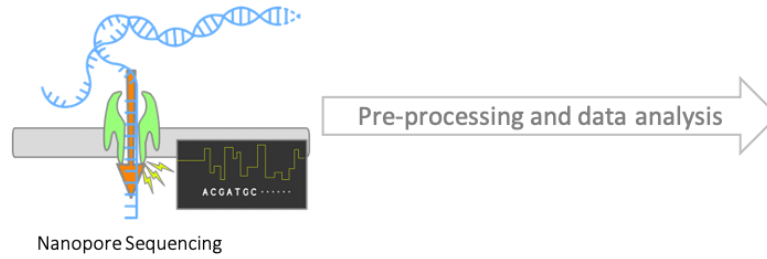 Pre-processing and data analysis
ACGATGC······
Nanopore Sequencing